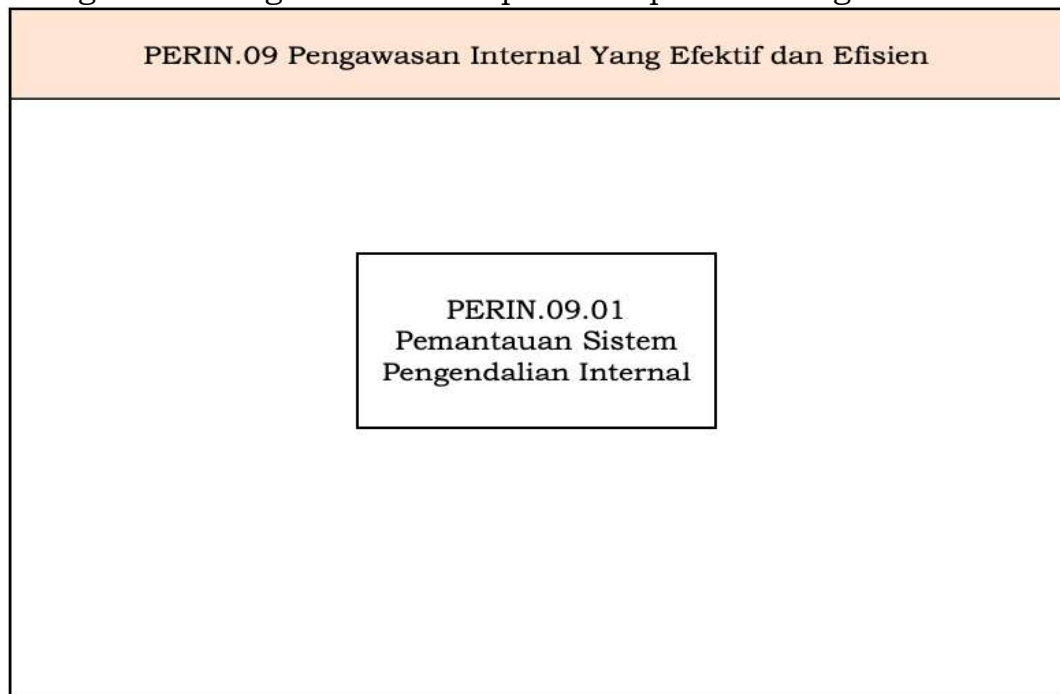 PERIN.09 Pengawasan Internal Yang Efektif dan Efisien
PERIN.09.01
Pemantauan Sistem
Pengendalian Internal